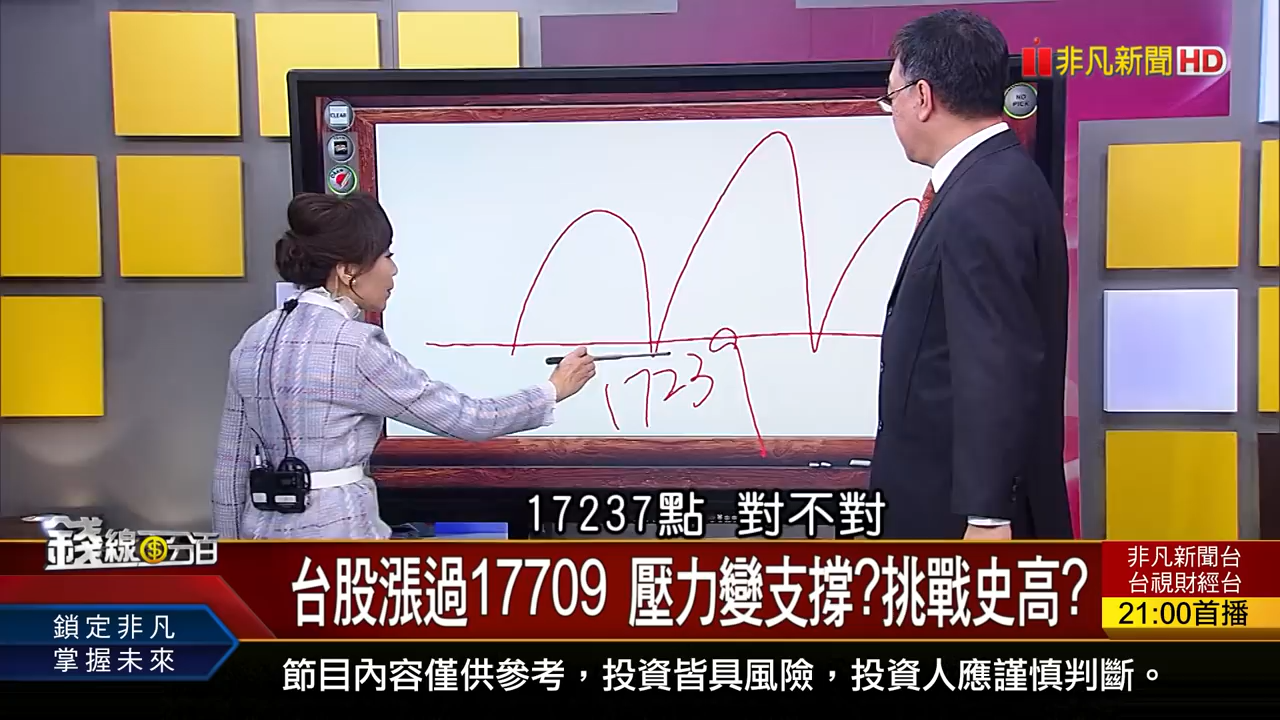 非凡新聞HD
CLEAR
NO
PICK
1723
17237點 對不對
錢線百分百
台股漲過17709 壓力變支撐?挑戰史高?
非凡新聞台
台視財經台
21:00首播
鎖定非凡
掌握未來
節目內容僅供參考,投資皆具風險,投資人應謹慎判斷。